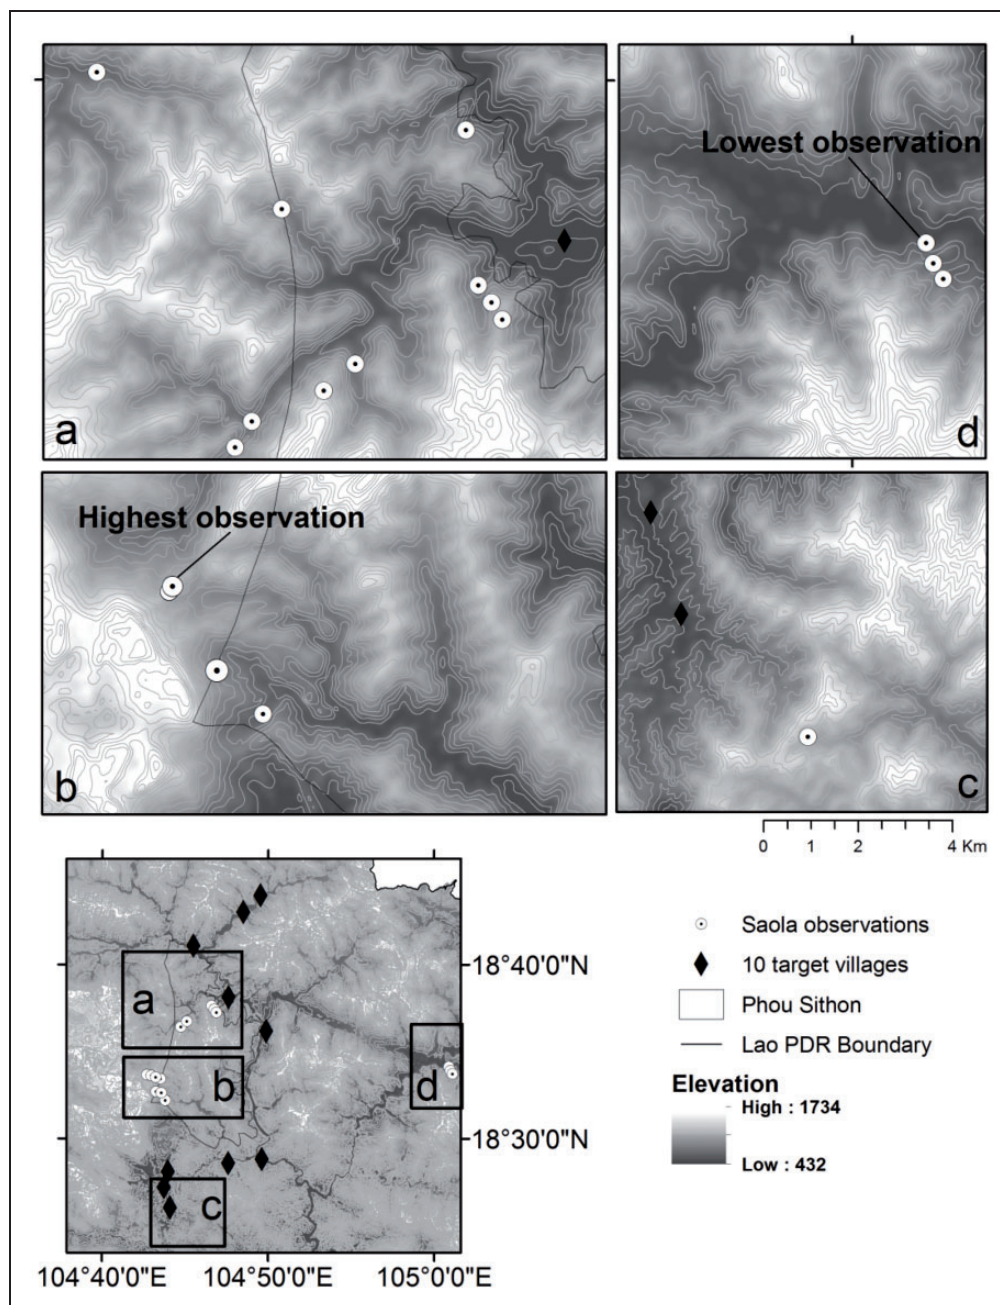 a
Lowest observation
d
Highest observation
b
c
0 1 2 4 Km
a
b
c
d
18°40'0"N
18°30'0"N
104°40'0"E 104°50'0"E 105°0'0"E
Saola observations
10 target villages
Phou Sithon
Lao PDR Boundary
Elevation
High : 1734
Low : 432